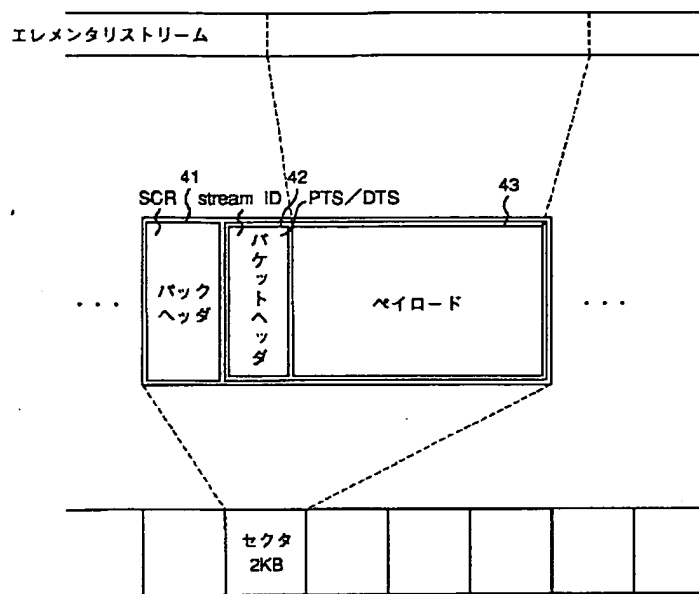 エレメンタリストリーム
41 42 43
SCR stream ID PTS/DTS
パック
ヘッダ
パケットヘッダ
ペイロード
・・・
・・・
セクタ
2KB